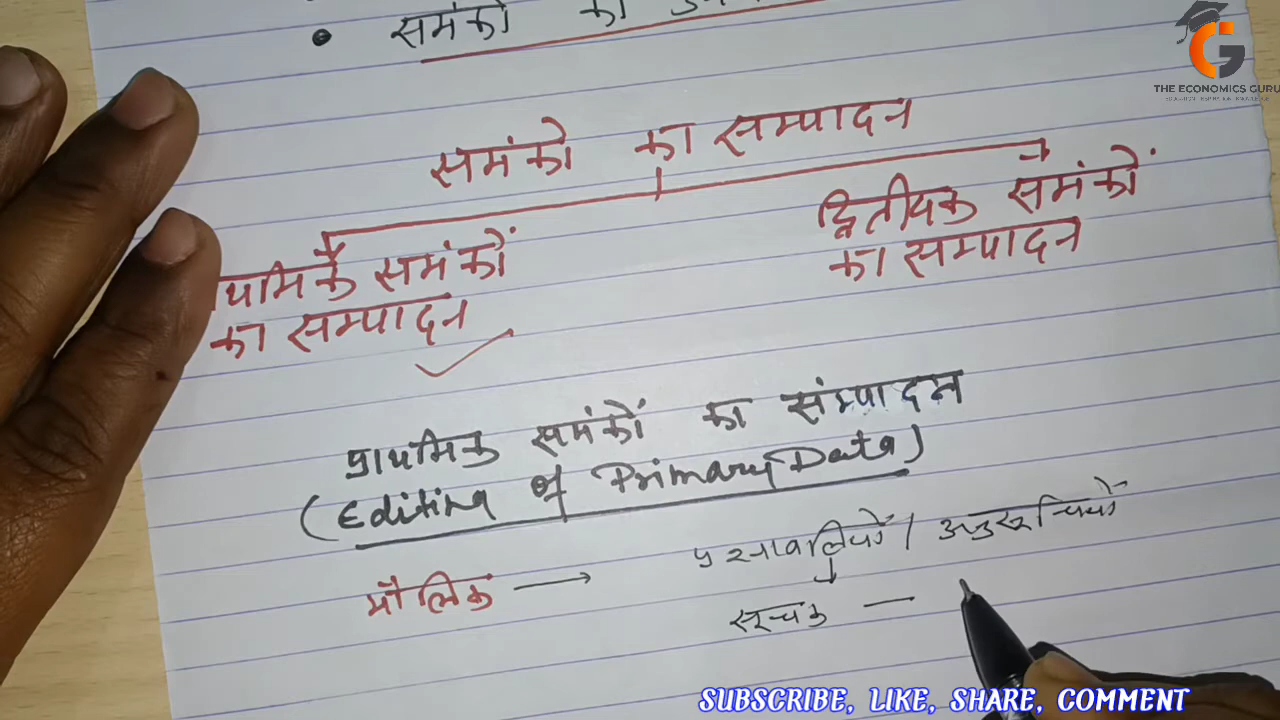 समंकों का
THE ECONOMICS GURU
समंको का सम्पादन
प्राथमिक समंकों
का सम्पादन
द्वितीयक समंकों
का सम्पादन
प्राथमिक समंकों का संम्पादन
(Editing of Primary Data)
मौलिक → प्रश्नावलियों / अनुसूचियों
सूचक —
SUBSCRIBE, LIKE, SHARE, COMMENT